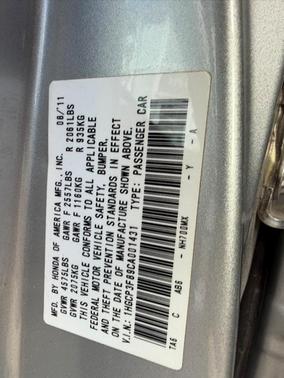 MFD. BY HONDA OF AMERICA MFG., INC. 08/11
GVWR 4575LBS GAWR F 2557LBS R 2061LBS
GVWR 2075KG GAWR F 1160KG R 935KG
THIS VEHICLE CONFORMS TO ALL APPLICABLE
FEDERAL MOTOR VEHICLE SAFETY, BUMPER,
AND THEFT PREVENTION STANDARDS IN EFFECT
ON THE DATE OF MANUFACTURE SHOWN ABOVE.
V.I.N.: 1HGCP3F89CA001431 TYPE: PASSENGER CAR
TA6 C AB6 - NH700MX - Y - A